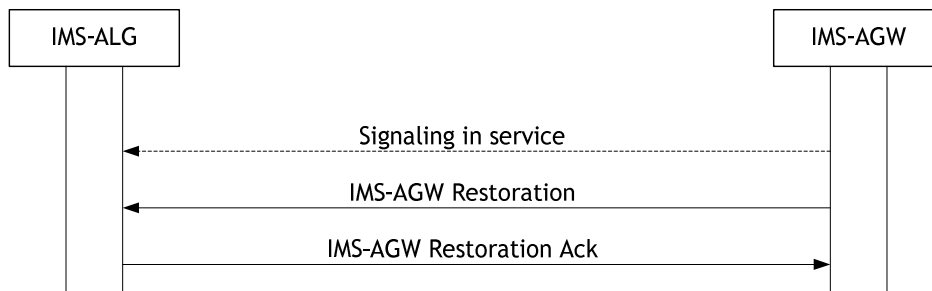 IMS-ALG
IMS-AGW
Signaling in service
IMS-AGW Restoration
IMS-AGW Restoration Ack